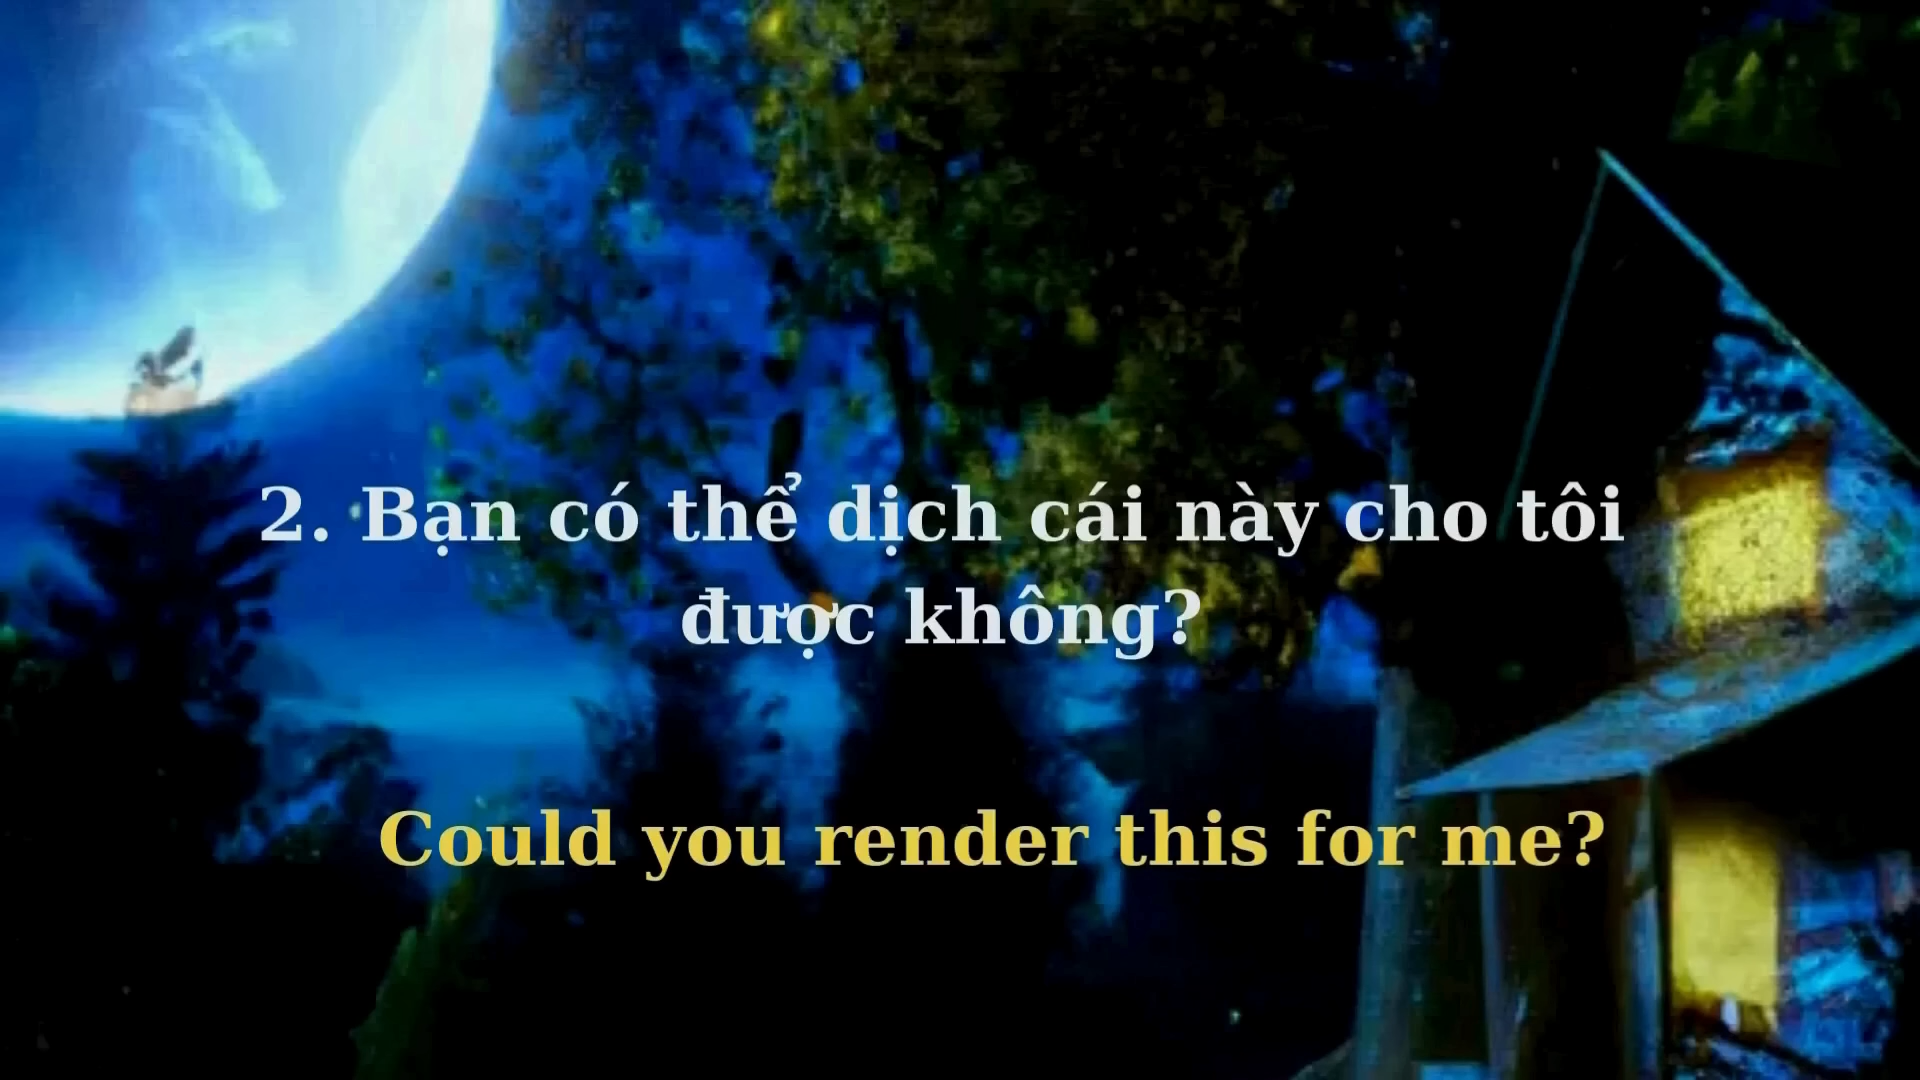 2. Bạn có thể dịch cái này cho tôi
được không?
Could you render this for me?